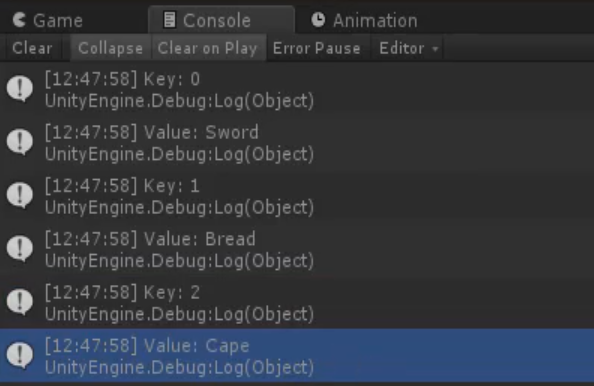 Game
Console
Animation
Clear
Collapse
Clear on Play
Error Pause
Editor
[12:47:58] Key: 0
UnityEngine.Debug:Log(Object)
[12:47:58] Value: Sword
UnityEngine.Debug:Log(Object)
[12:47:58] Key: 1
UnityEngine.Debug:Log(Object)
[12:47:58] Value: Bread
UnityEngine.Debug:Log(Object)
[12:47:58] Key: 2
UnityEngine.Debug:Log(Object)
[12:47:58] Value: Cape
UnityEngine.Debug:Log(Object)